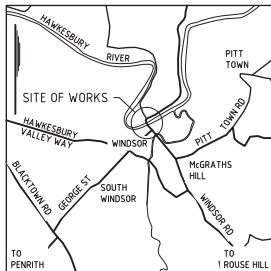 HAWKESBURY
RIVER
PITT
TOWN
SITE OF WORKS
HAWKESBURY
VALLEY WAY
WINDSOR
PITT TOWN RD
McGRATHS
HILL
BLACKTOWN RD
GEORGE ST
SOUTH
WINDSOR
WINDSOR RD
TO
PENRITH
TO
ROUSE HILL